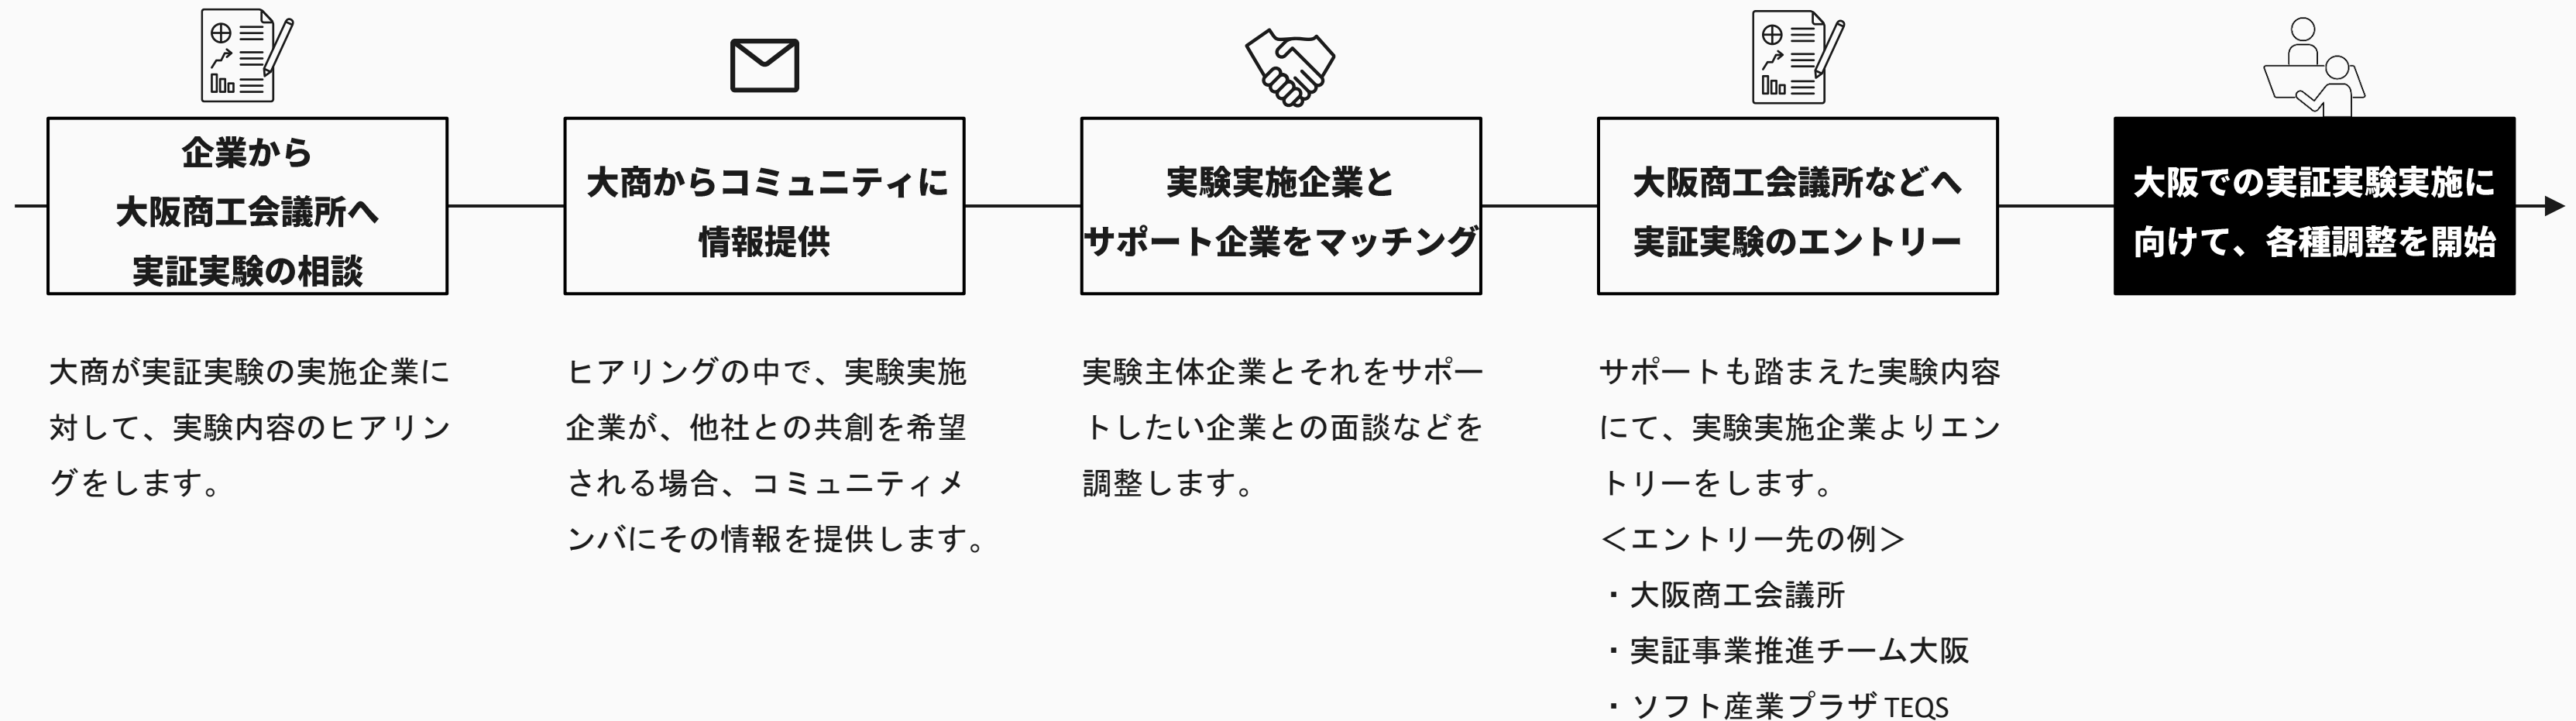 企業から
大阪商工会議所へ
実証実験の相談
大商が実証実験の実施企業に
対して、実験内容のヒアリン
グをします。
大商からコミュニティに
情報提供
ヒアリングの中で、実験実施
企業が、他社との共創を希望
される場合、コミュニティメ
ンバにその情報を提供します。
実験実施企業と
サポート企業をマッチング
実験主体企業とそれをサポー
トしたい企業との面談などを
調整します。
大阪商工会議所などへ
実証実験のエントリー
サポートも踏まえた実験内容
にて、実験実施企業よりエン
トリーをします。
＜エントリー先の例＞
・大阪商工会議所
・実証事業推進チーム大阪
・ソフト産業プラザ TEQS
大阪での実証実験実施に
向けて、各種調整を開始